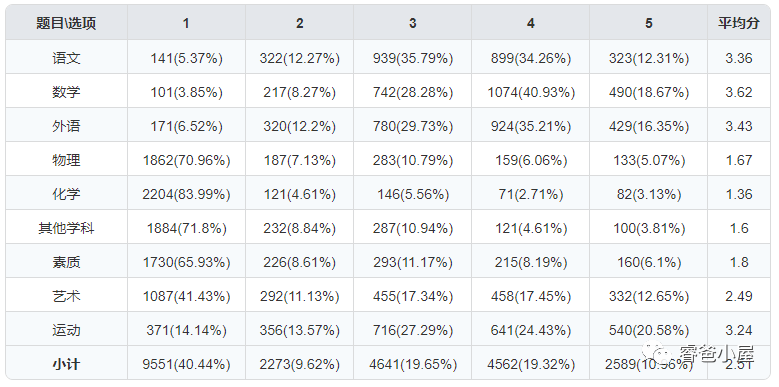 题目\选项 1 2 3 4 5 平均分
语文 141(5.37%) 322(12.27%) 939(35.79%) 899(34.26%) 323(12.31%) 3.36
数学 101(3.85%) 217(8.27%) 742(28.28%) 1074(40.93%) 490(18.67%) 3.62
外语 171(6.52%) 320(12.2%) 780(29.73%) 924(35.21%) 429(16.35%) 3.43
物理 1862(70.96%) 187(7.13%) 283(10.79%) 159(6.06%) 133(5.07%) 1.67
化学 2204(83.99%) 121(4.61%) 146(5.56%) 71(2.71%) 82(3.13%) 1.36
其他学科 1884(71.8%) 232(8.84%) 287(10.94%) 121(4.61%) 100(3.81%) 1.6
素质 1730(65.93%) 226(8.61%) 293(11.17%) 215(8.19%) 160(6.1%) 1.8
艺术 1087(41.43%) 292(11.13%) 455(17.34%) 458(17.45%) 332(12.65%) 2.49
运动 371(14.14%) 356(13.57%) 716(27.29%) 641(24.43%) 540(20.58%) 3.24
小计 9551(40.44%) 2273(9.62%) 4641(19.65%) 4562(19.32%) 2589(10.96%) 2.51
睿爸小屋